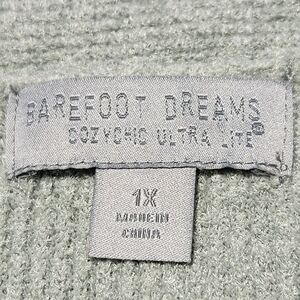 BAREFOOT DREAMS
COZYCHIC ULTRA LITE®
1X
MADE IN
CHINA